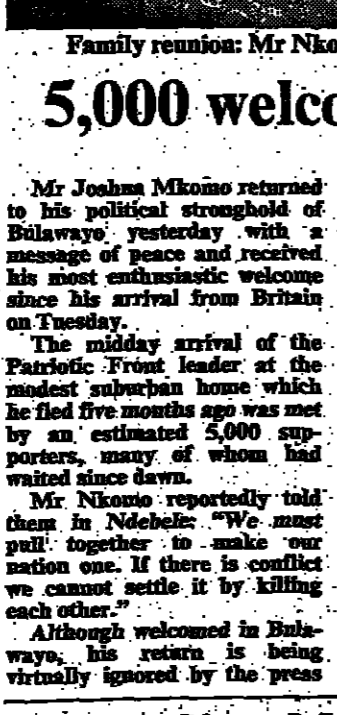 Family reunion: Mr Nko
5,000 welco
Mr Joshua Mkomo returned
to his political stronghold of
Bulawayo yesterday with a
message of peace and received
his most enthusiastic welcome
since his arrival from Britain
on Tuesday.
The midday arrival of the
Patriotic Front leader at the
modest suburban home which
he fled five months ago was met
by an estimated 5,000 sup-
porters, many of whom had
waited since dawn.
Mr Nkomo reportedly told
them in Ndebele: "We must
pull together to make our
nation one. If there is conflict
we cannot settle it by killing
each other."
Although welcomed in Bula-
wayo, his return is being
virtually ignored by the press